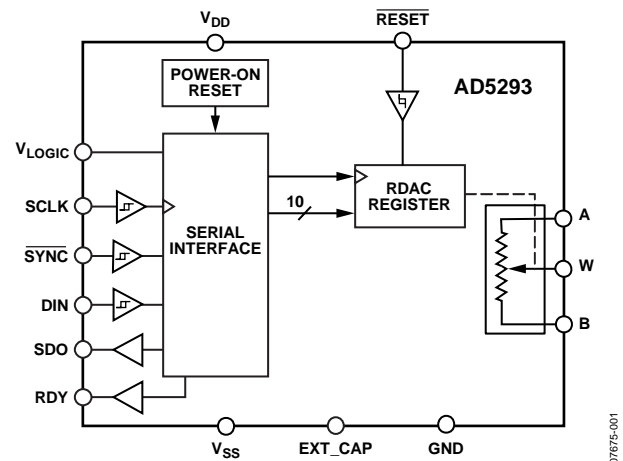 VDD
RESET
POWER-ON
RESET
AD5293
VLOGIC
SCLK
SYNC
DIN
SDO
RDY
SERIAL
INTERFACE
10
RDAC
REGISTER
A
W
B
VSS
EXT_CAP
GND
07675-001